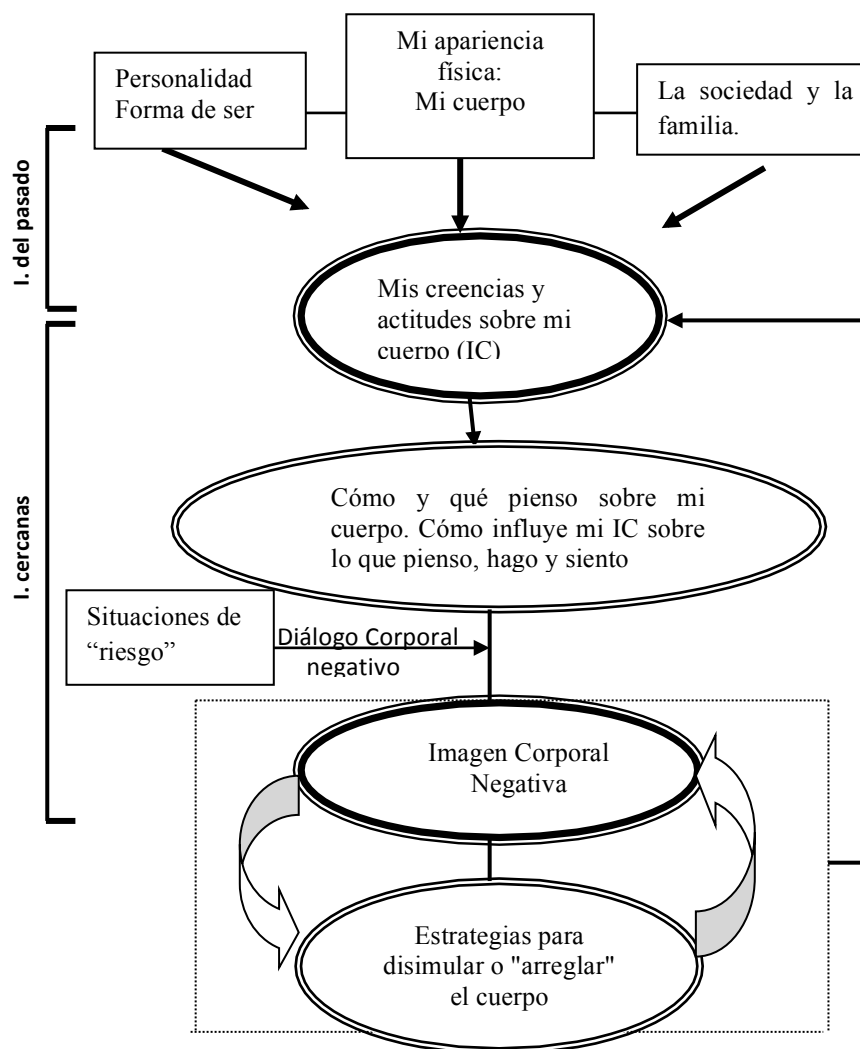 Mi apariencia
física:
Mi cuerpo
Personalidad
Forma de ser
La sociedad y la
familia.
I. del pasado
Mis creencias y
actitudes sobre mi
cuerpo (IC)
I. cercanas
Cómo y qué pienso sobre mi
cuerpo. Cómo influye mi IC sobre
lo que pienso, hago y siento
Situaciones de
“riesgo”
Diálogo Corporal
negativo
Imagen Corporal
Negativa
Estrategias para
disimular o "arreglar"
el cuerpo